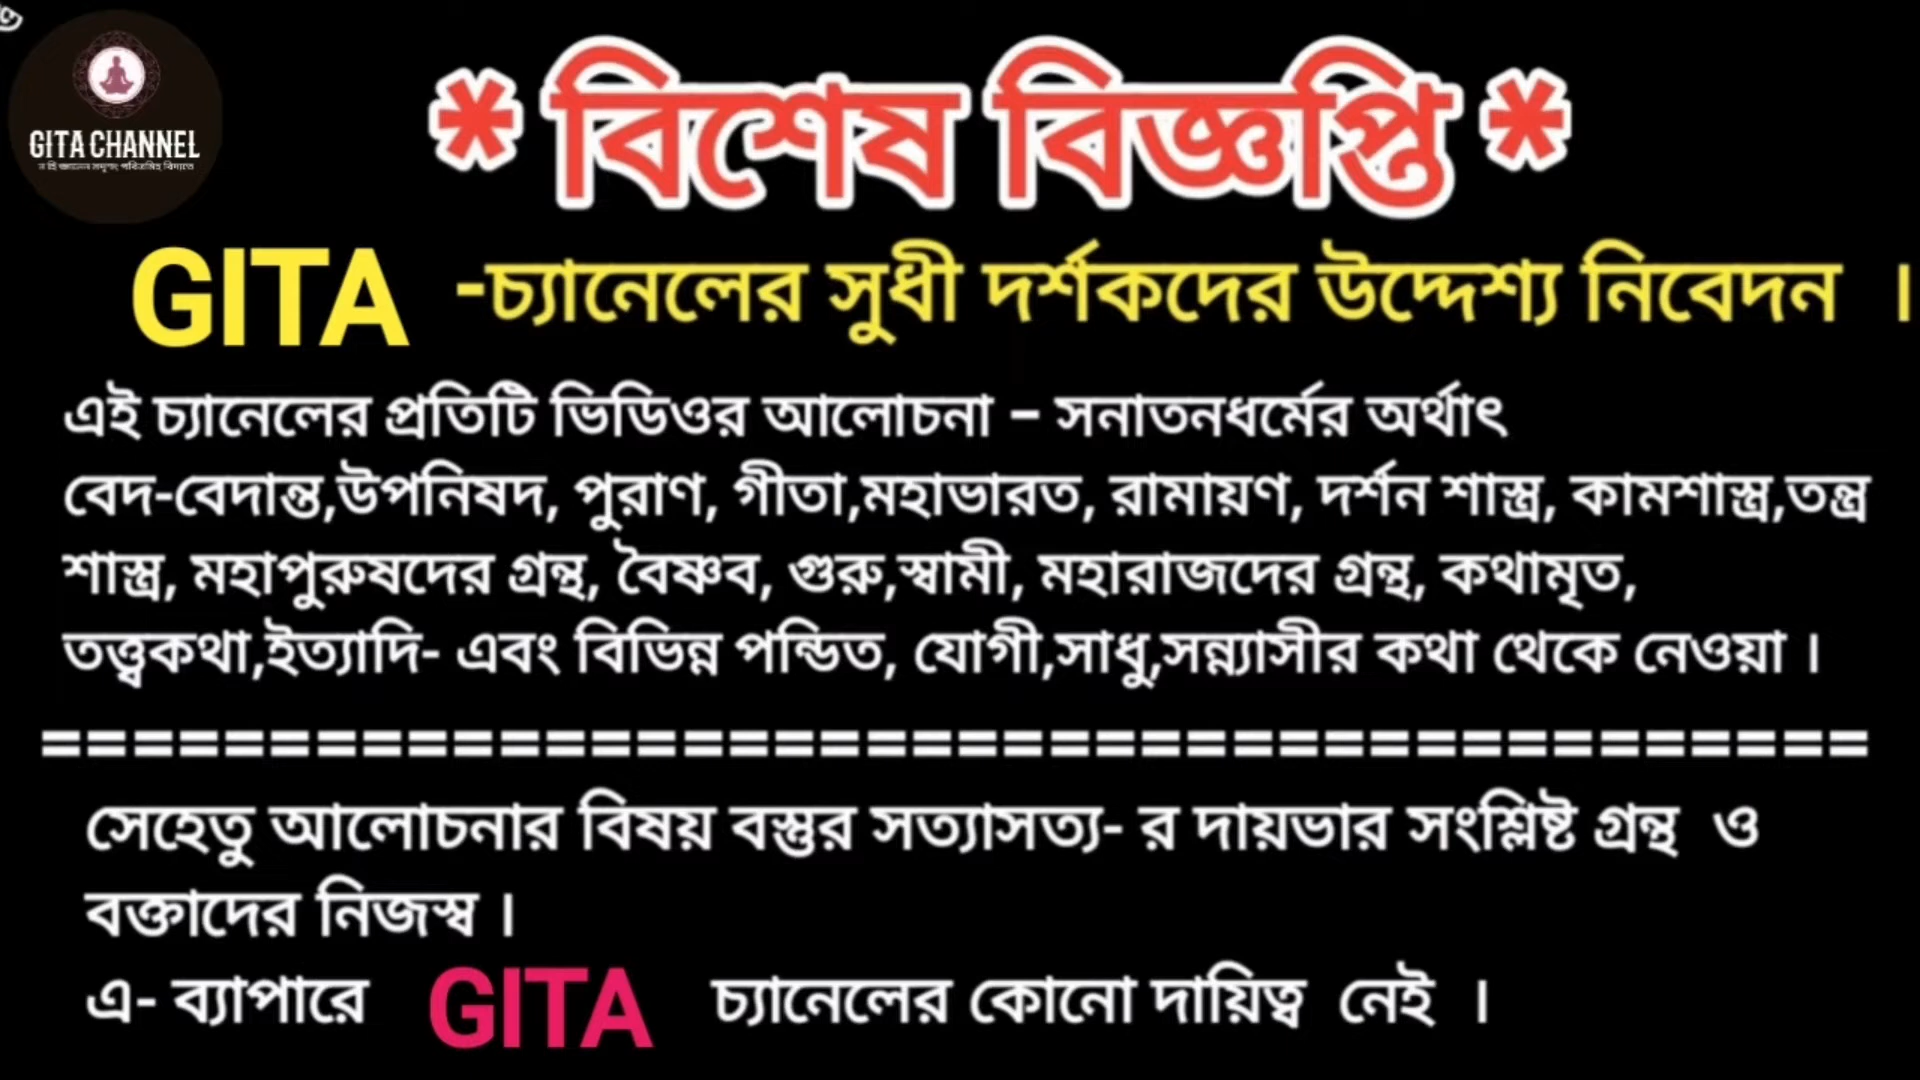 GITA CHANNEL
* বিশেষ বিজ্ঞপ্তি *
GITA -চ্যানেলের সুধী দর্শকদের উদ্দেশ্য নিবেদন ।
এই চ্যানেলের প্রতিটি ভিডিওর আলোচনা – সনাতনধর্মের অর্থাৎ
বেদ-বেদান্ত,উপনিষদ, পুরাণ, গীতা,মহাভারত, রামায়ণ, দর্শন শাস্ত্র, কামশাস্ত্র,তন্ত্র
শাস্ত্র, মহাপুরুষদের গ্রন্থ, বৈষ্ণব, গুরু,স্বামী, মহারাজদের গ্রন্থ, কথামৃত,
তত্ত্বকথা,ইত্যাদি- এবং বিভিন্ন পন্ডিত, যোগী,সাধু,সন্ন্যাসীর কথা থেকে নেওয়া ।
========================================
সেহেতু আলোচনার বিষয় বস্তুর সত্যাসত্য- র দায়ভার সংশ্লিষ্ট গ্রন্থ ও
বক্তাদের নিজস্ব ।
এ- ব্যাপারে GITA চ্যানেলের কোনো দায়িত্ব নেই ।